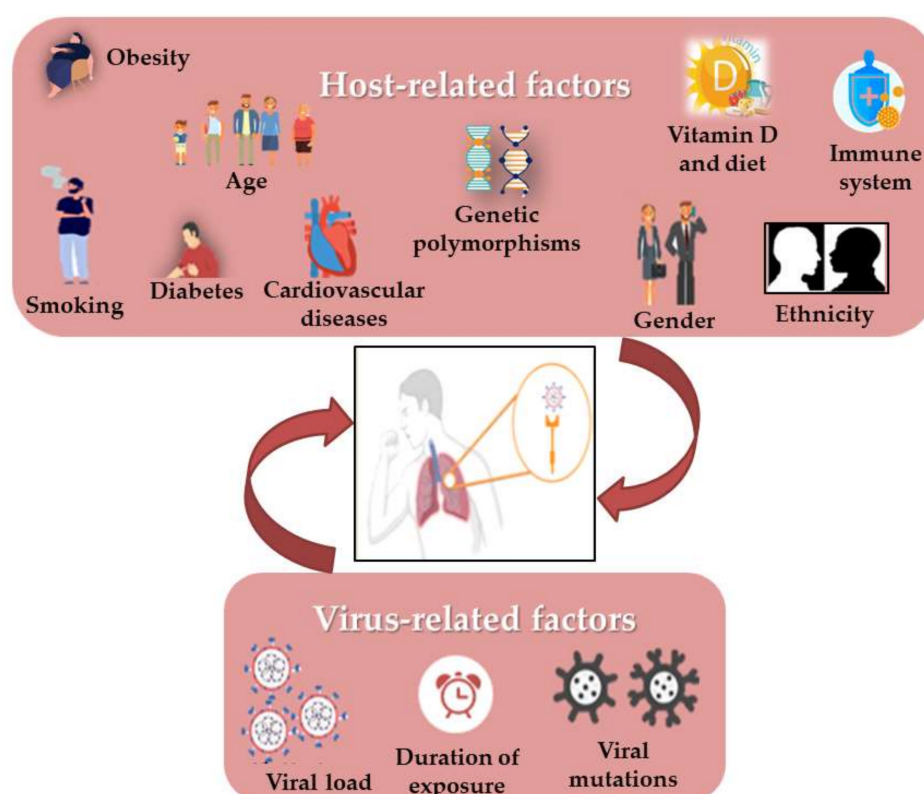 Obesity
Host-related factors
Vitamin
D
Vitamin D
and diet
Immune
system
Age
Genetic
polymorphisms
Smoking
Diabetes
Cardiovascular
diseases
Gender
Ethnicity
Virus-related factors
Viral load
Duration of
exposure
Viral
mutations